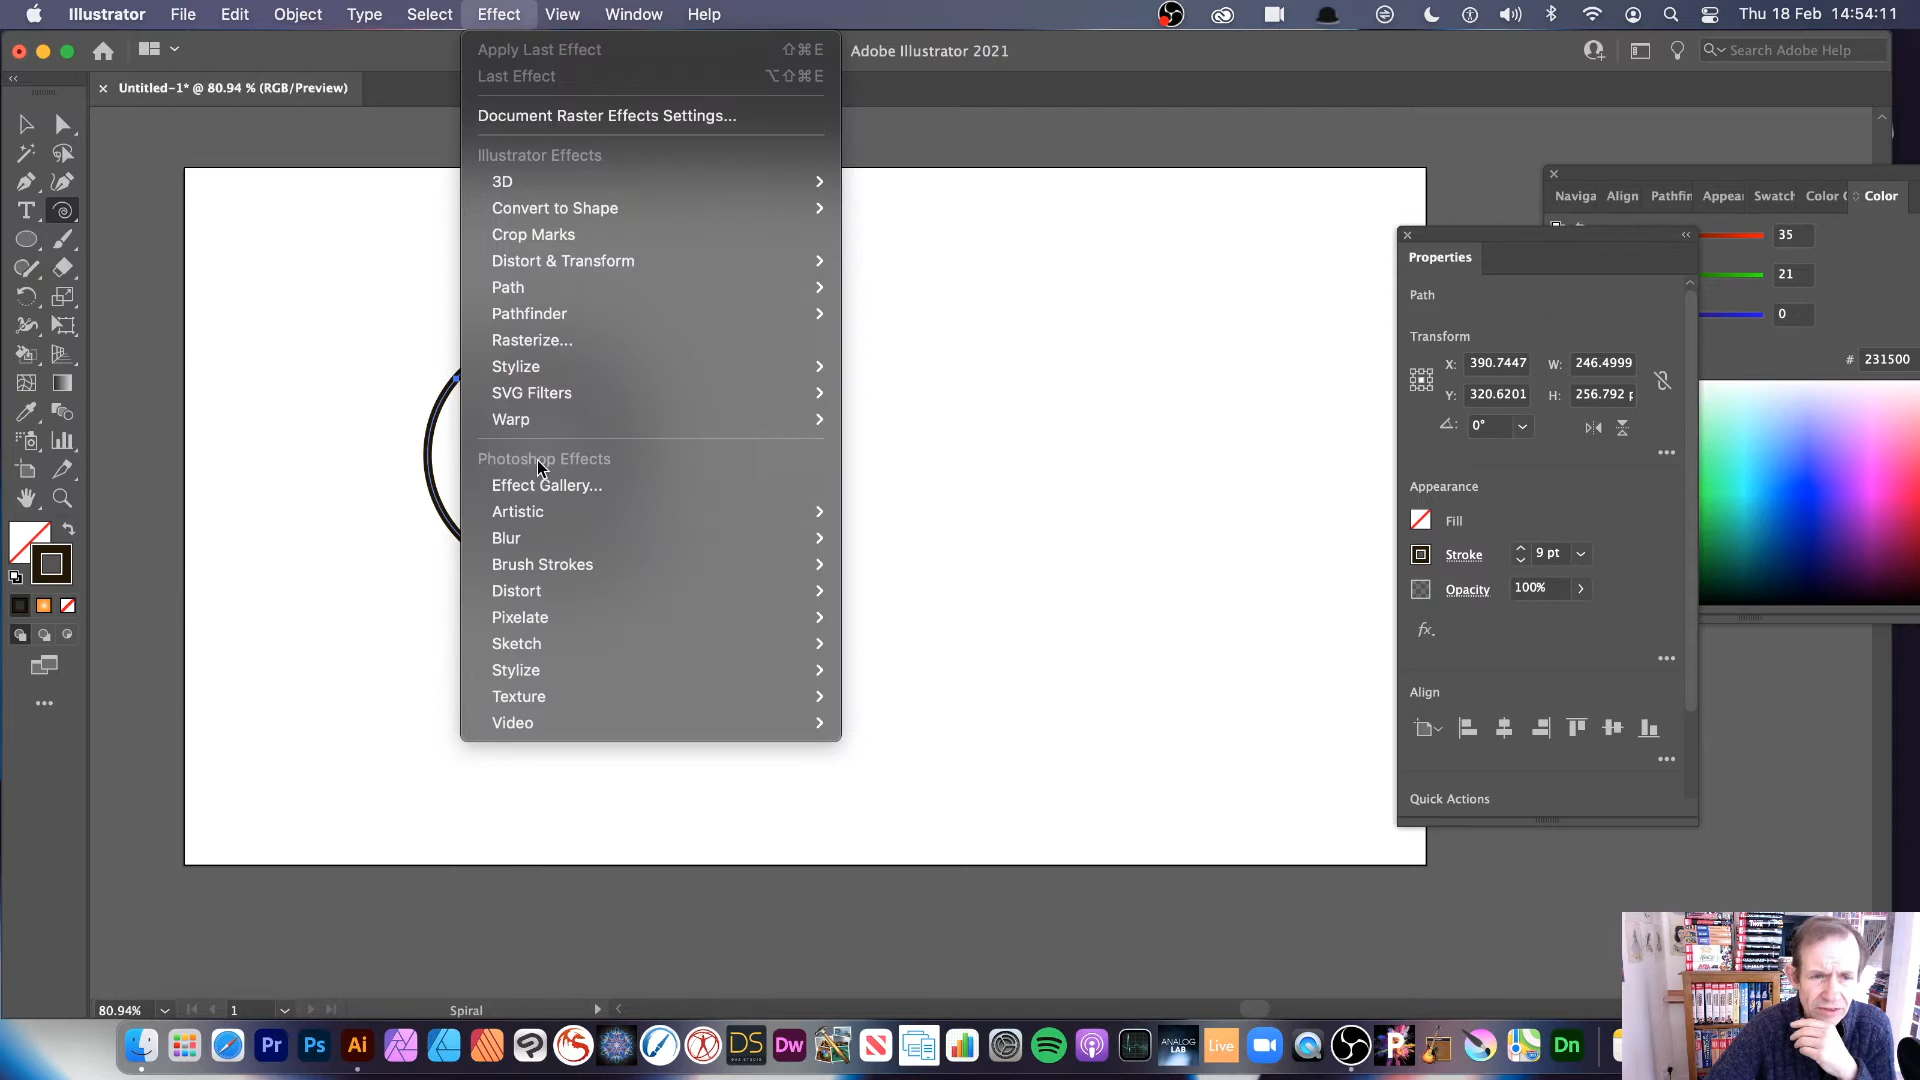 Illustrator File Edit Object Type Select Effect View Window Help Thu 18 Feb 14:54:11
Adobe Illustrator 2021 Search Adobe Help
Untitled-1* @ 80.94 % (RGB/Preview)
Apply Last Effect ⇧⌘E
Last Effect ⌥⇧⌘E
Document Raster Effects Settings...
Illustrator Effects
3D
Convert to Shape
Crop Marks
Distort & Transform
Path
Pathfinder
Rasterize...
Stylize
SVG Filters
Warp
Photoshop Effects
Effect Gallery...
Artistic
Blur
Brush Strokes
Distort
Pixelate
Sketch
Stylize
Texture
Video
Naviga Align Pathfin Appear Swatch Color Color
35
21
0
# 231500
Properties
Path
Transform
X: 390.7447 W: 246.4999
Y: 320.6201 H: 256.792 p
0°
Appearance
Fill
Stroke 9 pt
Opacity 100%
fx.
Align
Quick Actions
80.94% 1 Spiral
Pr Ps Ai DS Dw ANALOG LAB Live P Dn